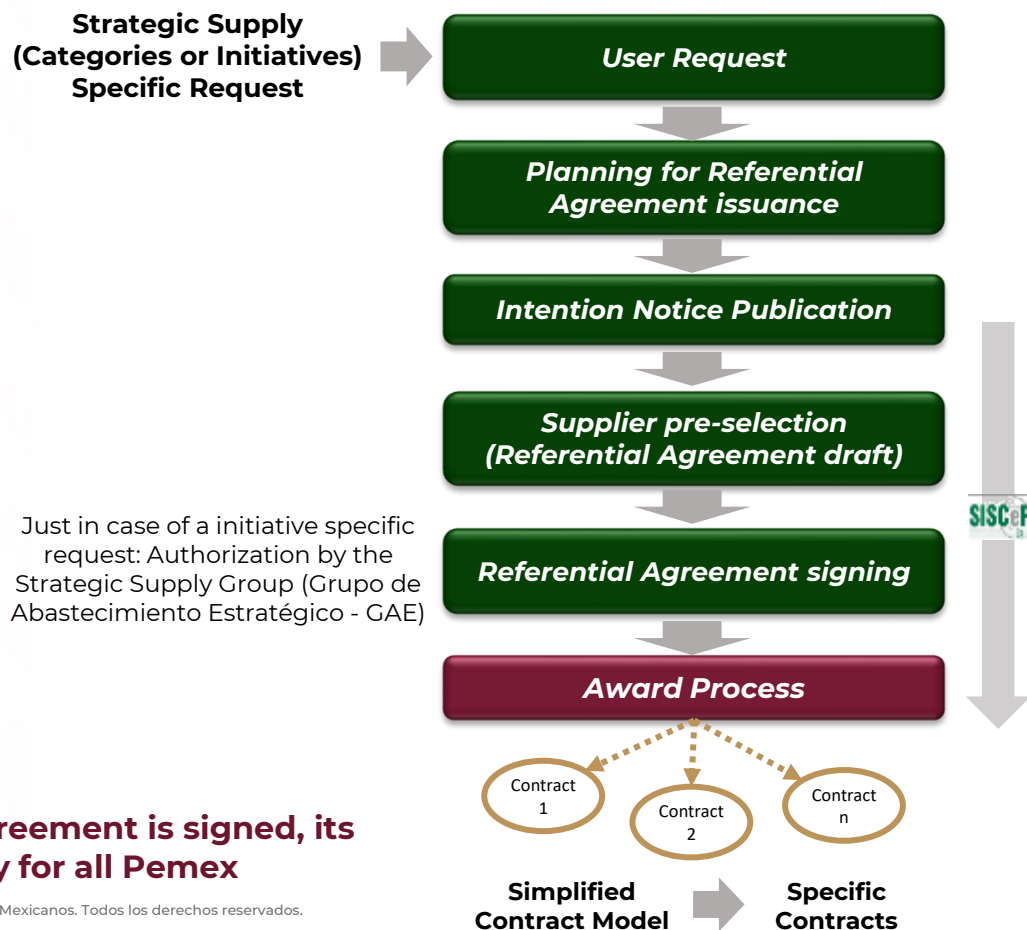 Strategic Supply
(Categories or Initiatives)
Specific Request
User Request
Planning for Referential
Agreement issuance
Intention Notice Publication
Supplier pre-selection
(Referential Agreement draft)
Just in case of a initiative specific
request: Authorization by the
Strategic Supply Group (Grupo de
Abastecimiento Estratégico - GAE)
Referential Agreement signing
SISCeP
Award Process
Contract
1
Contract
2
Contract
n
reement is signed, its
y for all Pemex
Mexicanos. Todos los derechos reservados.
Simplified
Contract Model
Specific
Contracts